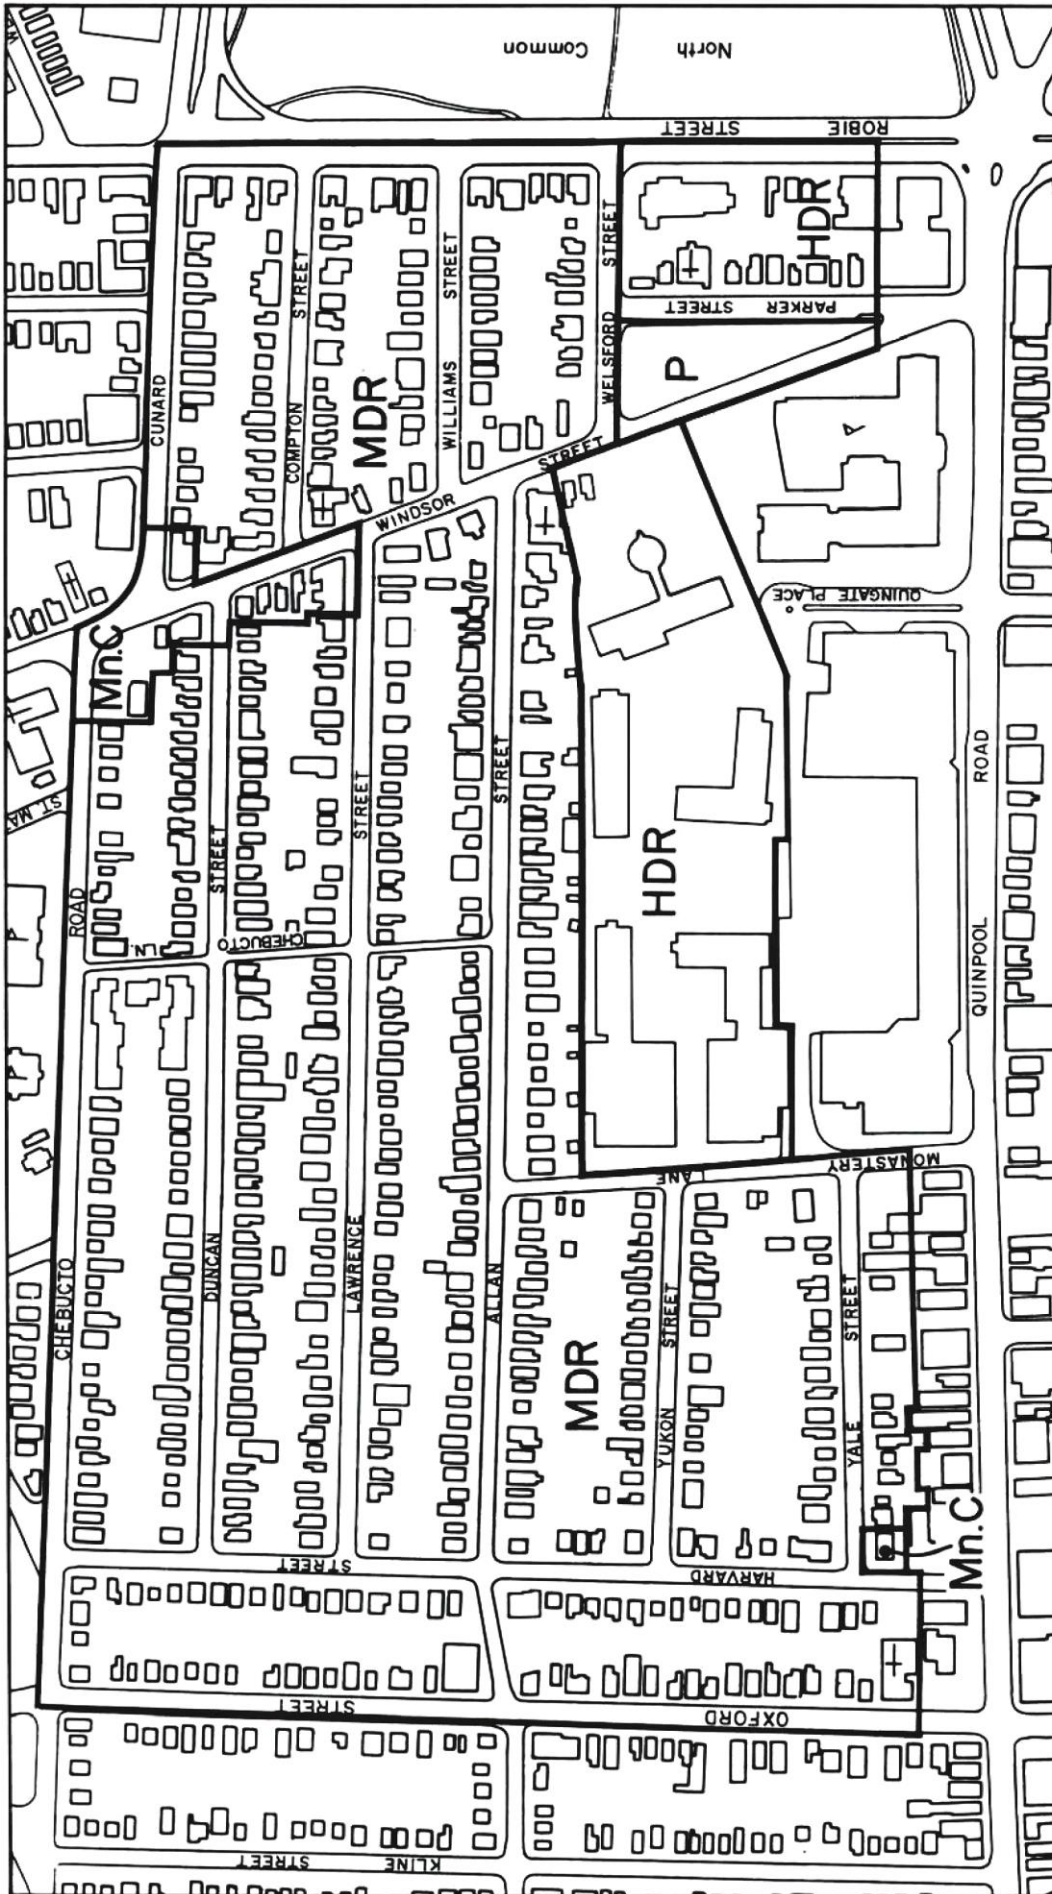 North
Common
ROBIE STREET
CUNARD
COMPTON STREET
WILLIAMS STREET
WELSFORD STREET
PARKER STREET
HDR
P
MDR
WINDSOR STREET
QUINGATE PLACE
Mn.C
ST. MAT
CHEBUCTO ROAD
DUNCAN STREET
LAWRENCE STREET
ALLAN STREET
CHEBUCTO LN.
HDR
QUINPOOL ROAD
MONASTERY LANE
MDR
YUKON STREET
YALE STREET
Mn.C
HARVARD STREET
OXFORD STREET
KLINE STREET
P
P
P